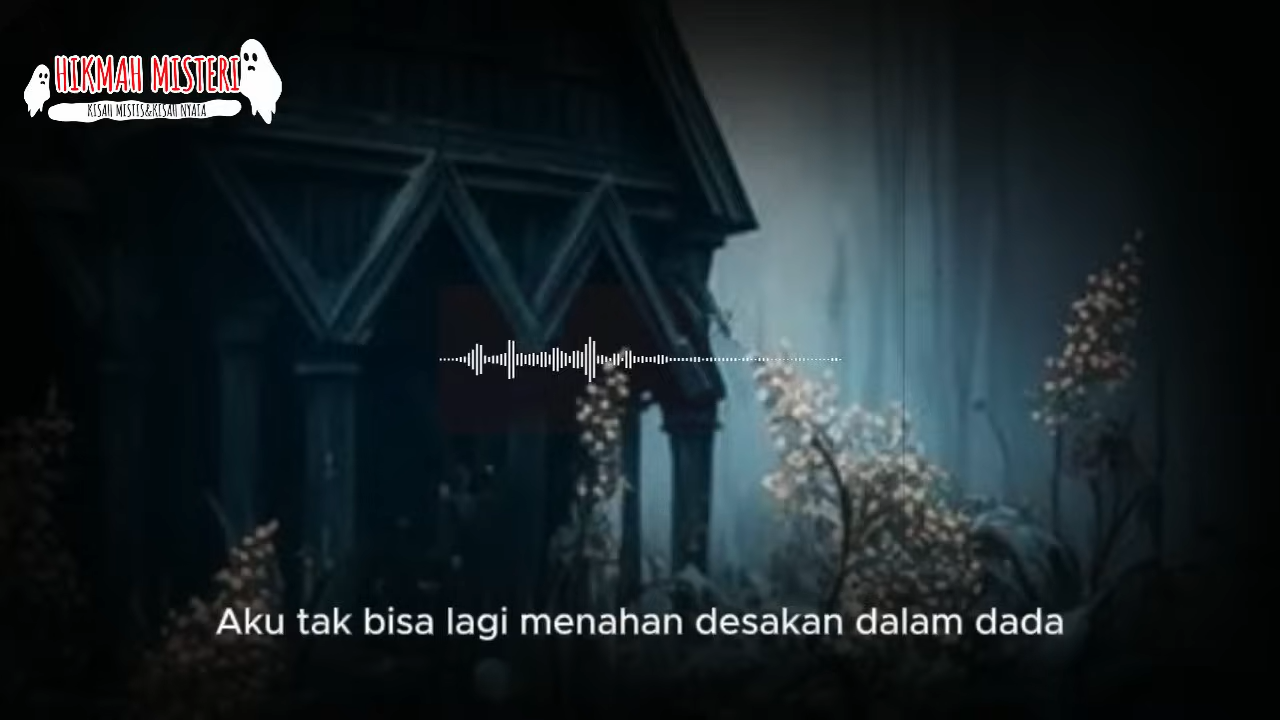 HIKMAH MISTERI
KISAH MISTIS&KISAH NYATA
Aku tak bisa lagi menahan desakan dalam dada